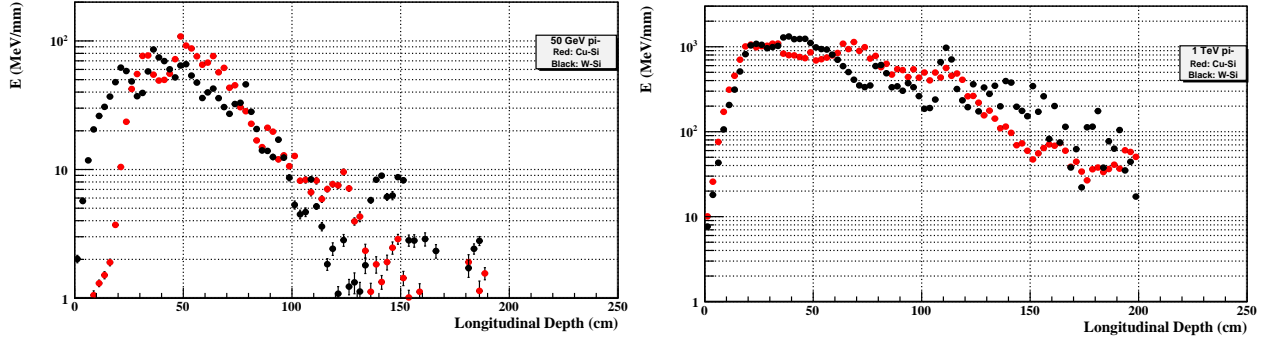 E (MeV/mm)
10²
10
1
50 GeV pi-
Red: Cu-Si
Black: W-Si
0 50 100 150 200 250
Longitudinal Depth (cm)
E (MeV/mm)
10³
10²
10
1
1 TeV pi-
Red: Cu-Si
Black: W-Si
0 50 100 150 200 250
Longitudinal Depth (cm)